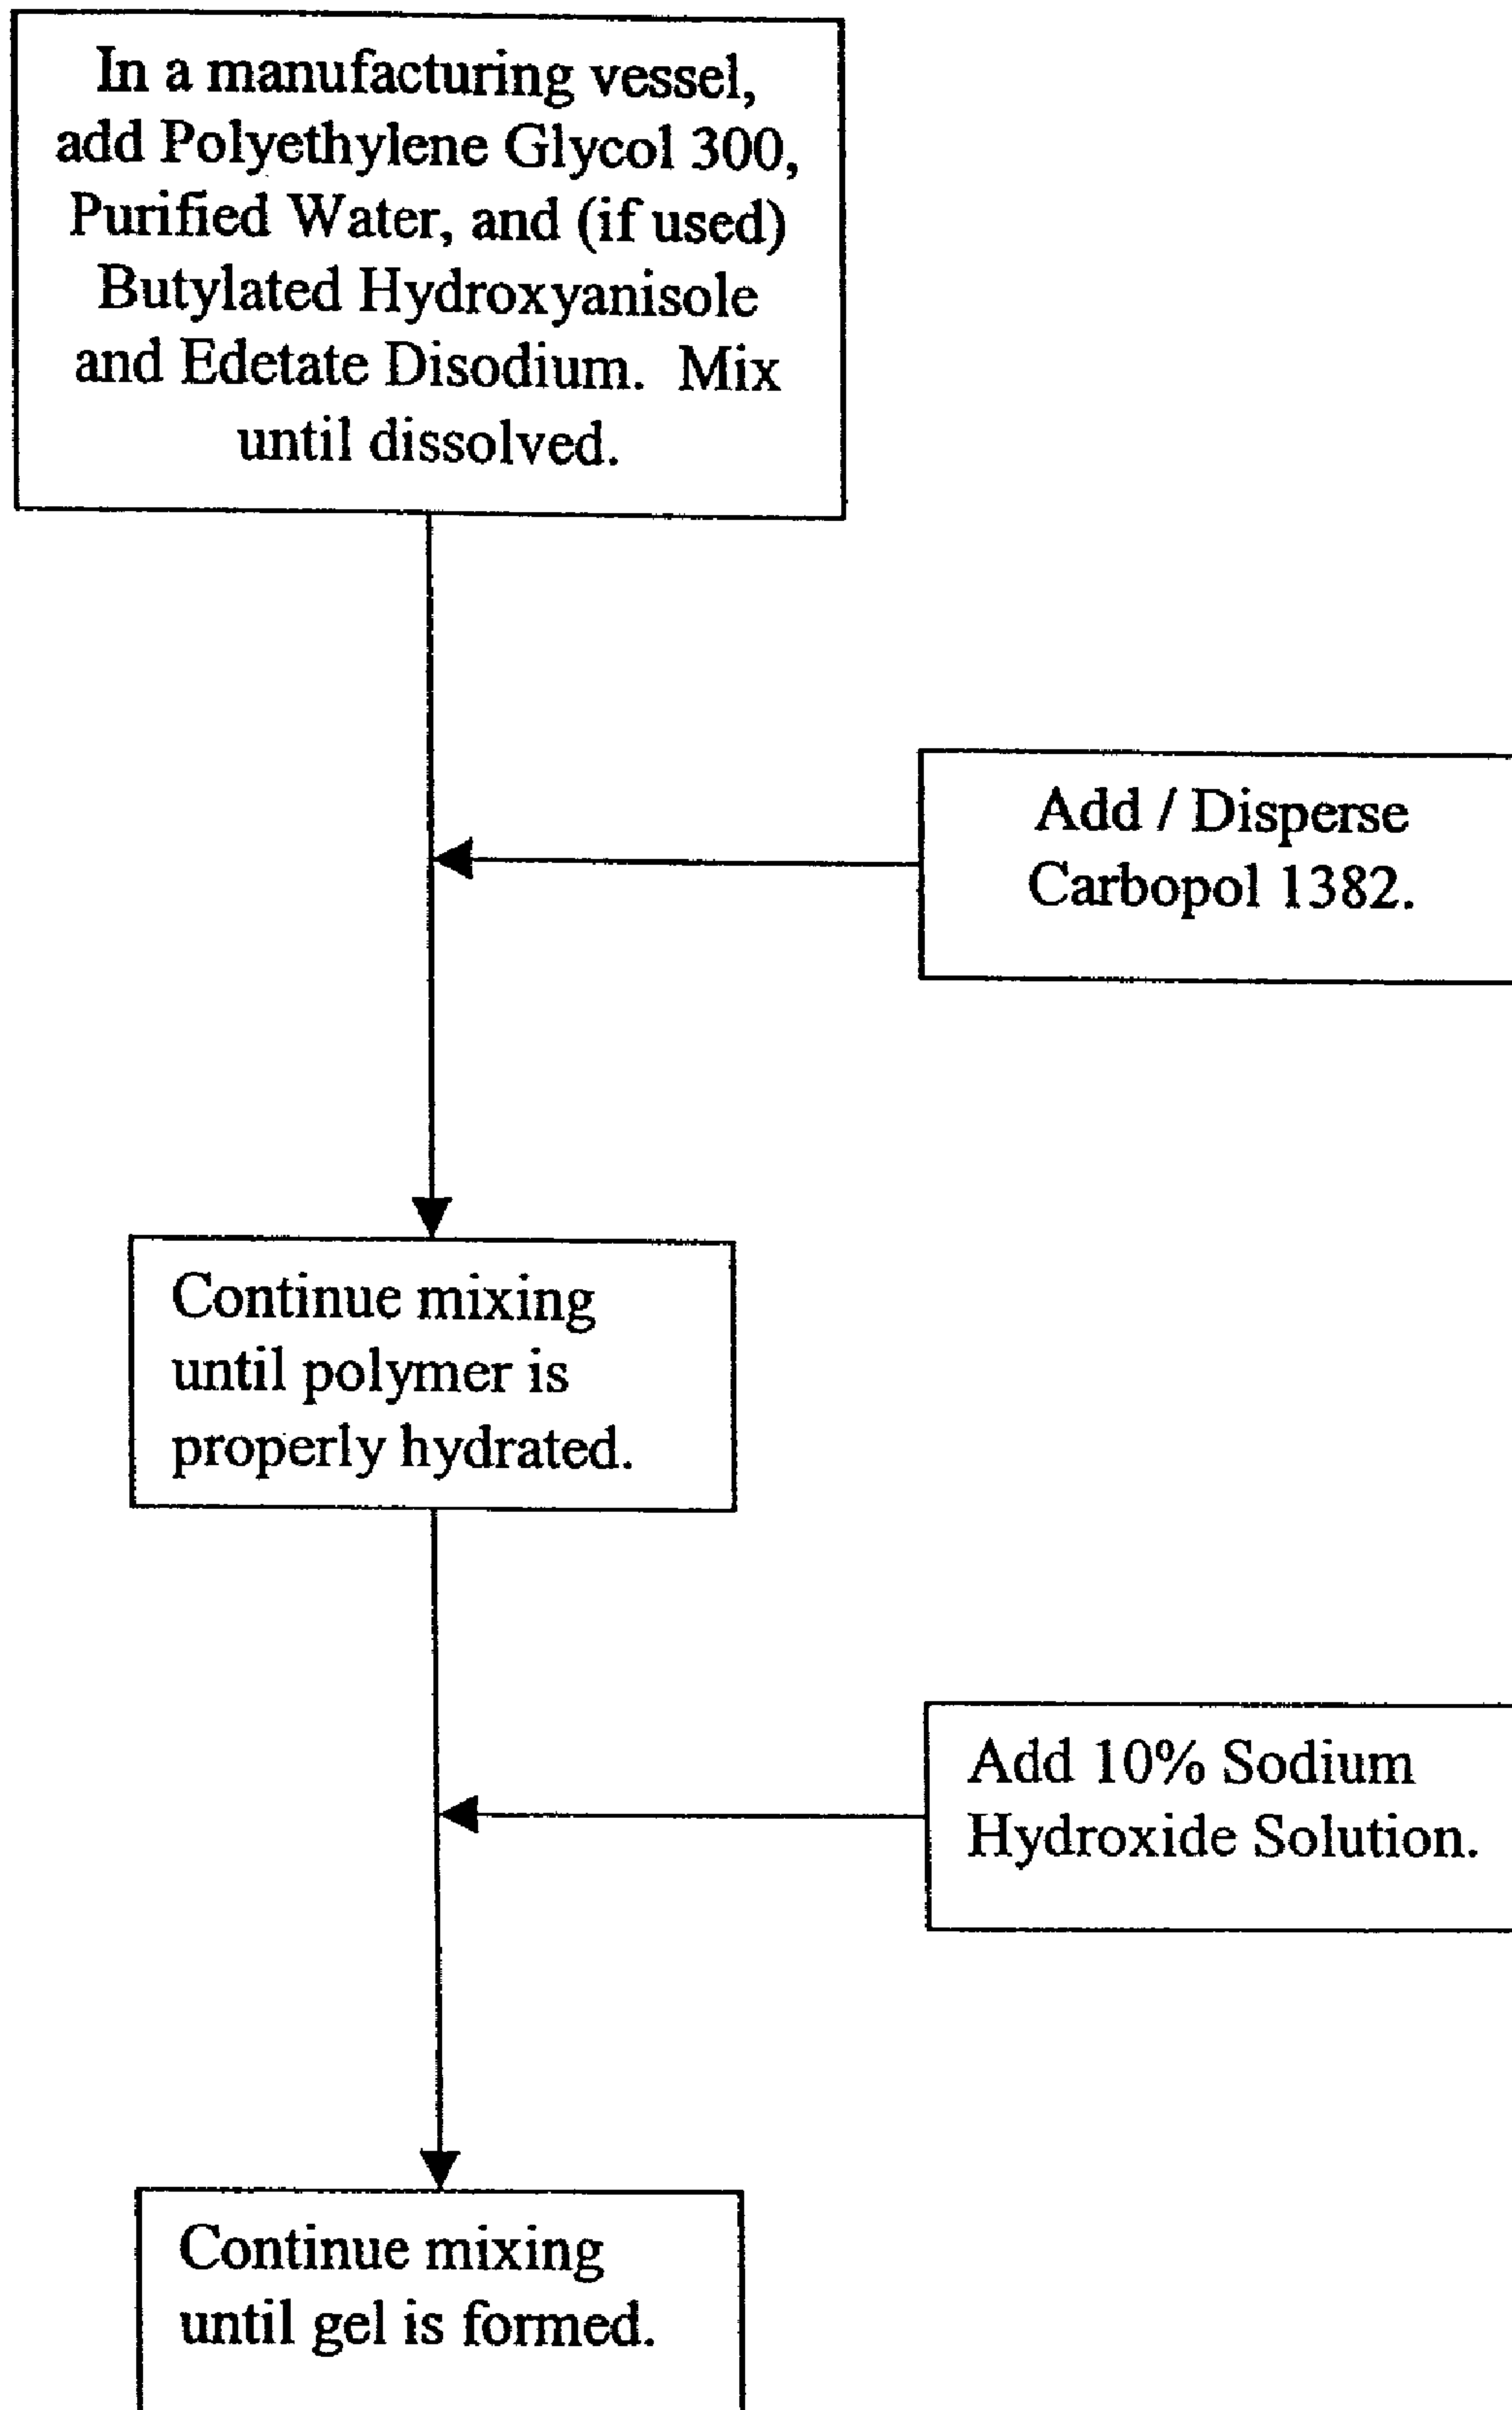 In a manufacturing vessel,
add Polyethylene Glycol 300,
Purified Water, and (if used)
Butylated Hydroxyanisole
and Edetate Disodium. Mix
until dissolved.
Add / Disperse
Carbopol 1382.
Continue mixing
until polymer is
properly hydrated.
Add 10% Sodium
Hydroxide Solution.
Continue mixing
until gel is formed.